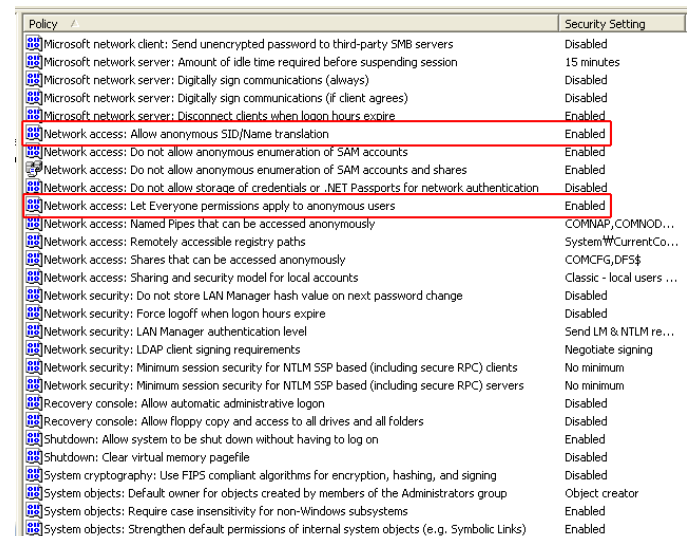 Policy Security Setting
Microsoft network client: Send unencrypted password to third-party SMB servers Disabled
Microsoft network server: Amount of idle time required before suspending session 15 minutes
Microsoft network server: Digitally sign communications (always) Disabled
Microsoft network server: Digitally sign communications (if client agrees) Disabled
Microsoft network server: Disconnect clients when logon hours expire Enabled
Network access: Allow anonymous SID/Name translation Enabled
Network access: Do not allow anonymous enumeration of SAM accounts Enabled
Network access: Do not allow anonymous enumeration of SAM accounts and shares Enabled
Network access: Do not allow storage of credentials or .NET Passports for network authentication Disabled
Network access: Let Everyone permissions apply to anonymous users Enabled
Network access: Named Pipes that can be accessed anonymously COMNAP,COMNOD...
Network access: Remotely accessible registry paths System₩CurrentCo...
Network access: Shares that can be accessed anonymously COMCFG,DFS$
Network access: Sharing and security model for local accounts Classic - local users ...
Network security: Do not store LAN Manager hash value on next password change Disabled
Network security: Force logoff when logon hours expire Disabled
Network security: LAN Manager authentication level Send LM & NTLM re...
Network security: LDAP client signing requirements Negotiate signing
Network security: Minimum session security for NTLM SSP based (including secure RPC) clients No minimum
Network security: Minimum session security for NTLM SSP based (including secure RPC) servers No minimum
Recovery console: Allow automatic administrative logon Disabled
Recovery console: Allow floppy copy and access to all drives and all folders Disabled
Shutdown: Allow system to be shut down without having to log on Enabled
Shutdown: Clear virtual memory pagefile Disabled
System cryptography: Use FIPS compliant algorithms for encryption, hashing, and signing Disabled
System objects: Default owner for objects created by members of the Administrators group Object creator
System objects: Require case insensitivity for non-Windows subsystems Enabled
System objects: Strengthen default permissions of internal system objects (e.g. Symbolic Links) Enabled